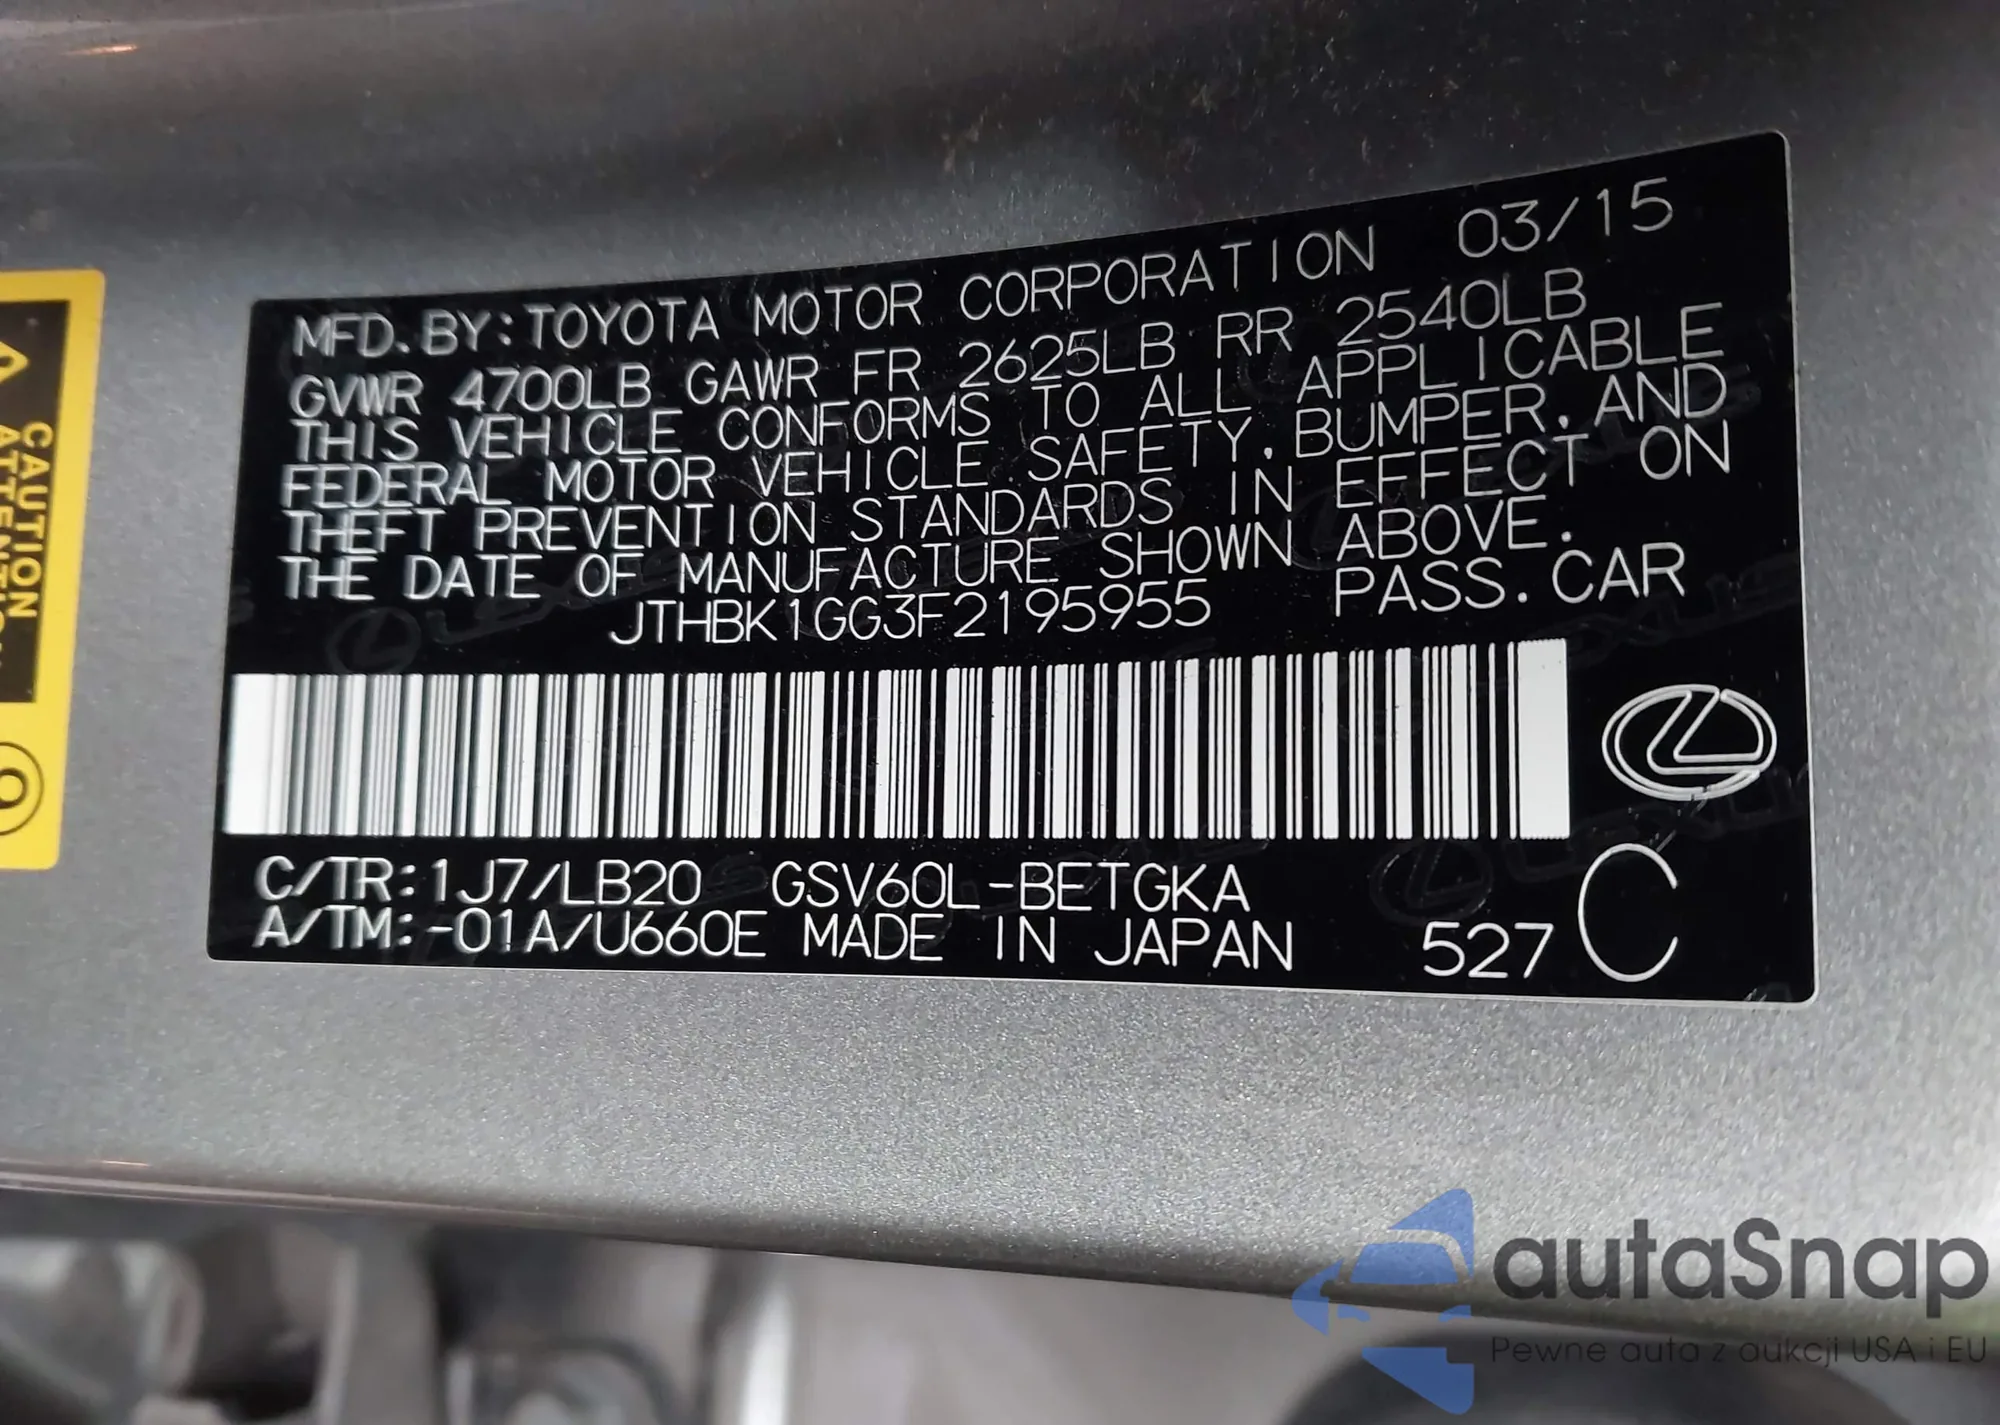 MFD. BY: TOYOTA MOTOR CORPORATION 03/15
GVWR 4700LB GAWR FR 2625LB RR 2540LB
THIS VEHICLE CONFORMS TO ALL APPLICABLE
FEDERAL MOTOR VEHICLE SAFETY, BUMPER, AND
THEFT PREVENTION STANDARDS IN EFFECT ON
THE DATE OF MANUFACTURE SHOWN ABOVE.
JTHBK1GG3F2195955 PASS. CAR
C/TR: 1J7/LB20 GSV60L-BETGKA
A/TM: -01A/U660E MADE IN JAPAN 527 C
CAUTION
autaSnap
Pewne auta z aukcji USA i EU